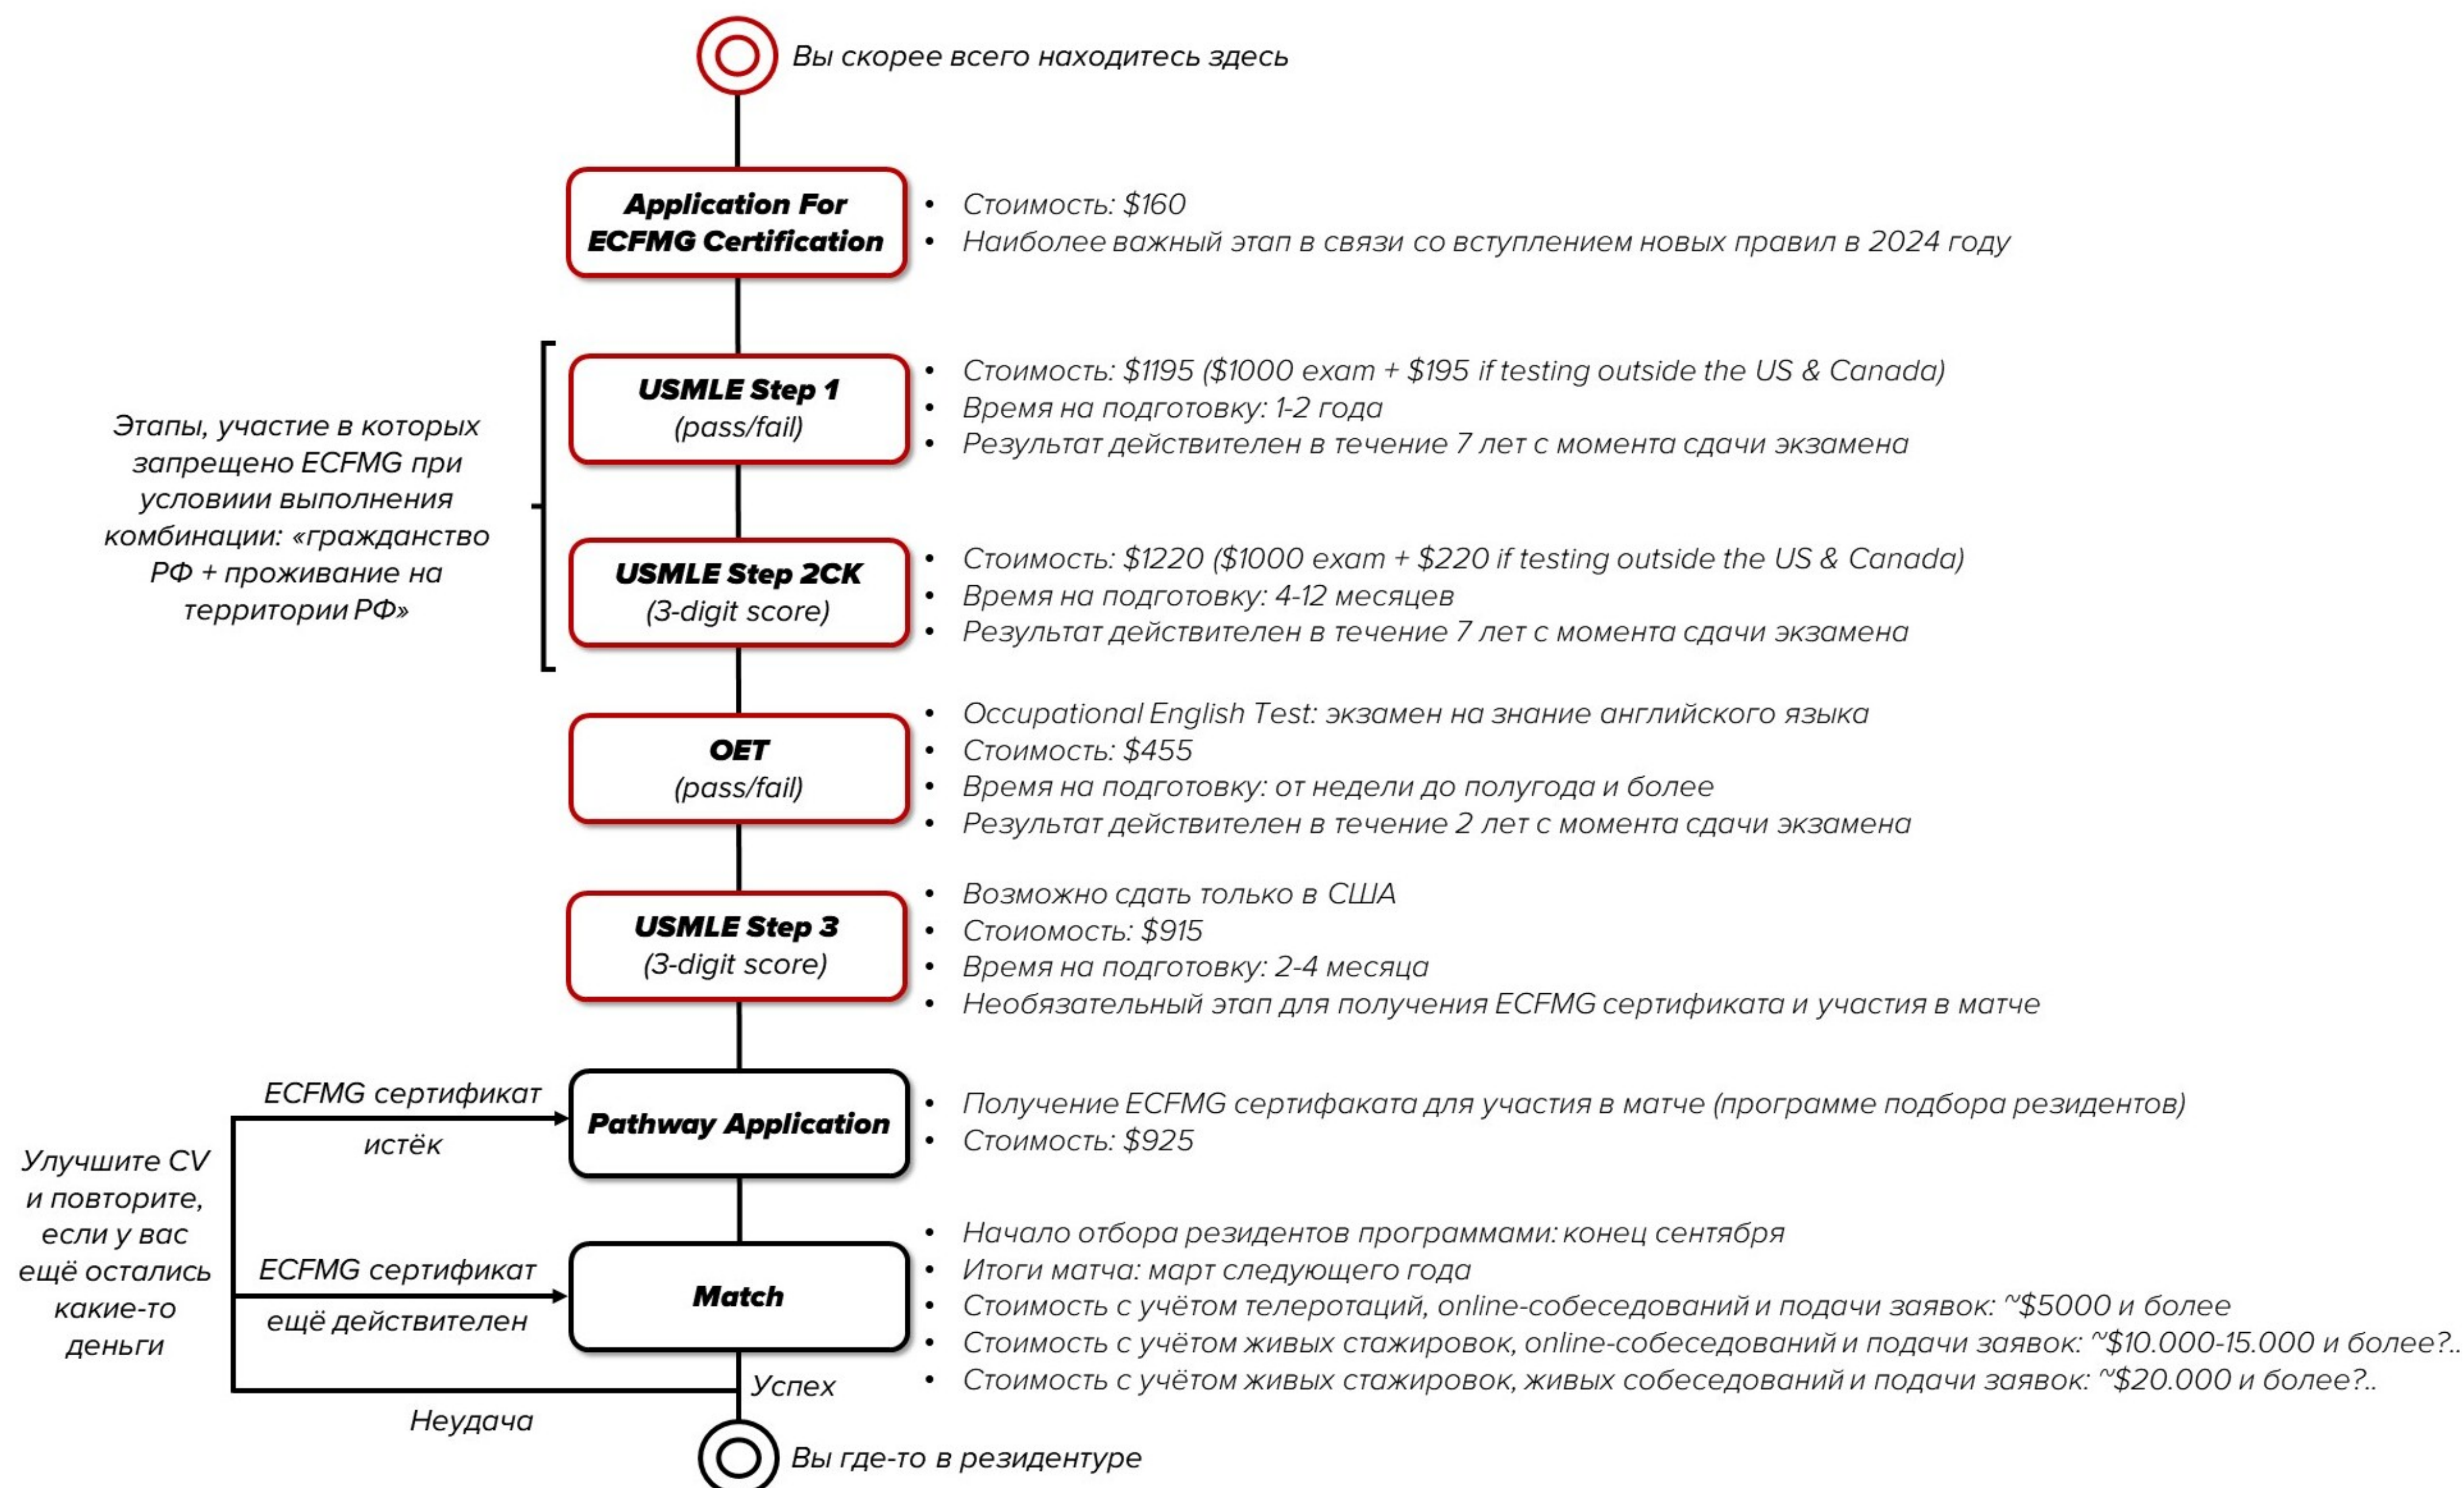 Вы скорее всего находитесь здесь
Application For
ECFMG Certification
• Стоимость: $160
• Наиболее важный этап в связи со вступлением новых правил в 2024 году
Этапы, участие в которых
запрещено ECFMG при
условиии выполнения
комбинации: «гражданство
РФ + проживание на
территории РФ»
USMLE Step 1
(pass/fail)
• Стоимость: $1195 ($1000 exam + $195 if testing outside the US & Canada)
• Время на подготовку: 1-2 года
• Результат действителен в течение 7 лет с момента сдачи экзамена
USMLE Step 2CK
(3-digit score)
• Стоимость: $1220 ($1000 exam + $220 if testing outside the US & Canada)
• Время на подготовку: 4-12 месяцев
• Результат действителен в течение 7 лет с момента сдачи экзамена
OET
(pass/fail)
• Occupational English Test: экзамен на знание английского языка
• Стоимость: $455
• Время на подготовку: от недели до полугода и более
• Результат действителен в течение 2 лет с момента сдачи экзамена
USMLE Step 3
(3-digit score)
• Возможно сдать только в США
• Стоиомость: $915
• Время на подготовку: 2-4 месяца
• Необязательный этап для получения ECFMG сертификата и участия в матче
Pathway Application
• Получение ECFMG сертифаката для участия в матче (программе подбора резидентов)
• Стоимость: $925
ECFMG сертификат
истёк
Улучшите CV
и повторите,
если у вас
ещё остались
какие-то
деньги
ECFMG сертификат
ещё действителен
Match
• Начало отбора резидентов программами: конец сентября
• Итоги матча: март следующего года
• Стоимость с учётом телеротаций, online-собеседований и подачи заявок: ~$5000 и более
• Стоимость с учётом живых стажировок, online-собеседований и подачи заявок: ~$10.000-15.000 и более?..
• Стоимость с учётом живых стажировок, живых собеседований и подачи заявок: ~$20.000 и более?..
Успех
Неудача
Вы где-то в резидентуре